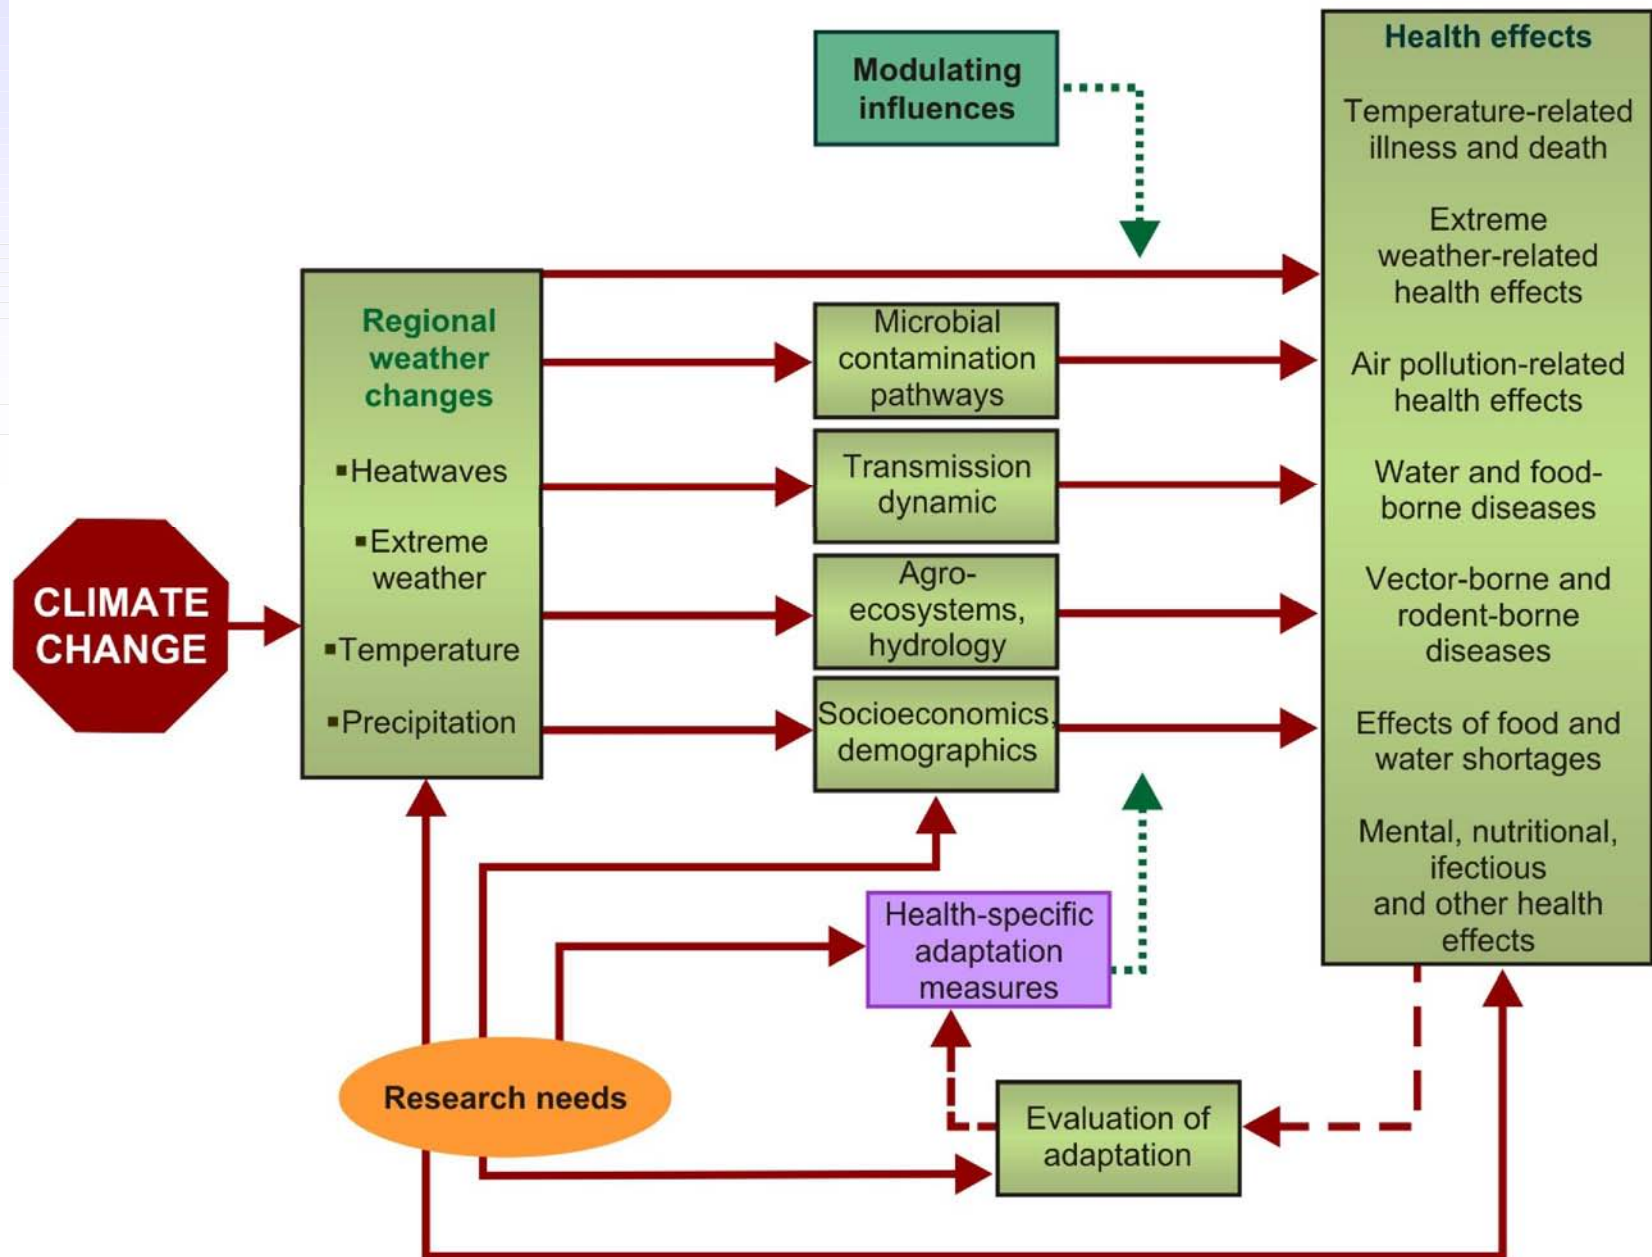 CLIMATE
CHANGE
Regional
weather
changes
▪Heatwaves
▪Extreme
weather
▪Temperature
▪Precipitation
Modulating
influences
Microbial
contamination
pathways
Transmission
dynamic
Agro-
ecosystems,
hydrology
Socioeconomics,
demographics
Health-specific
adaptation
measures
Research needs
Evaluation of
adaptation
Health effects
Temperature-related
illness and death
Extreme
weather-related
health effects
Air pollution-related
health effects
Water and food-
borne diseases
Vector-borne and
rodent-borne
diseases
Effects of food and
water shortages
Mental, nutritional,
ifectious
and other health
effects